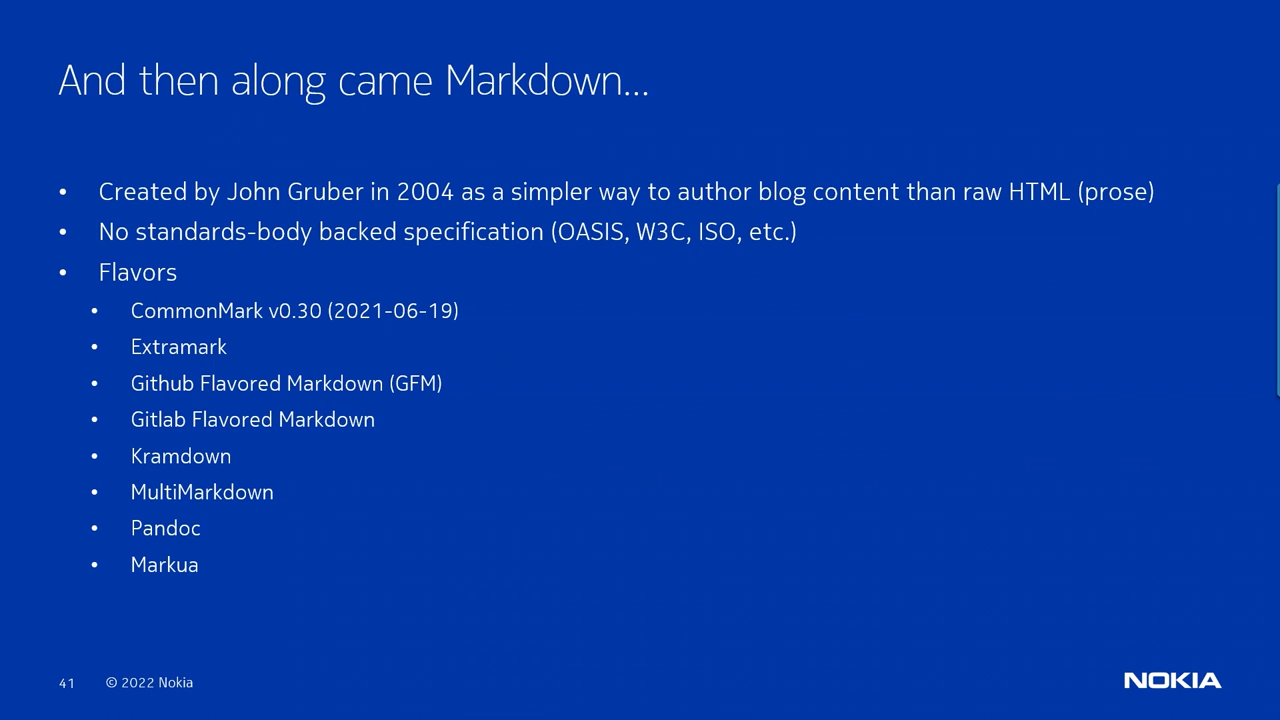 And then along came Markdown...
• Created by John Gruber in 2004 as a simpler way to author blog content than raw HTML (prose)
• No standards-body backed specification (OASIS, W3C, ISO, etc.)
• Flavors
• CommonMark v0.30 (2021-06-19)
• Extramark
• Github Flavored Markdown (GFM)
• Gitlab Flavored Markdown
• Kramdown
• MultiMarkdown
• Pandoc
• Markua
41 © 2022 Nokia
NOKIA